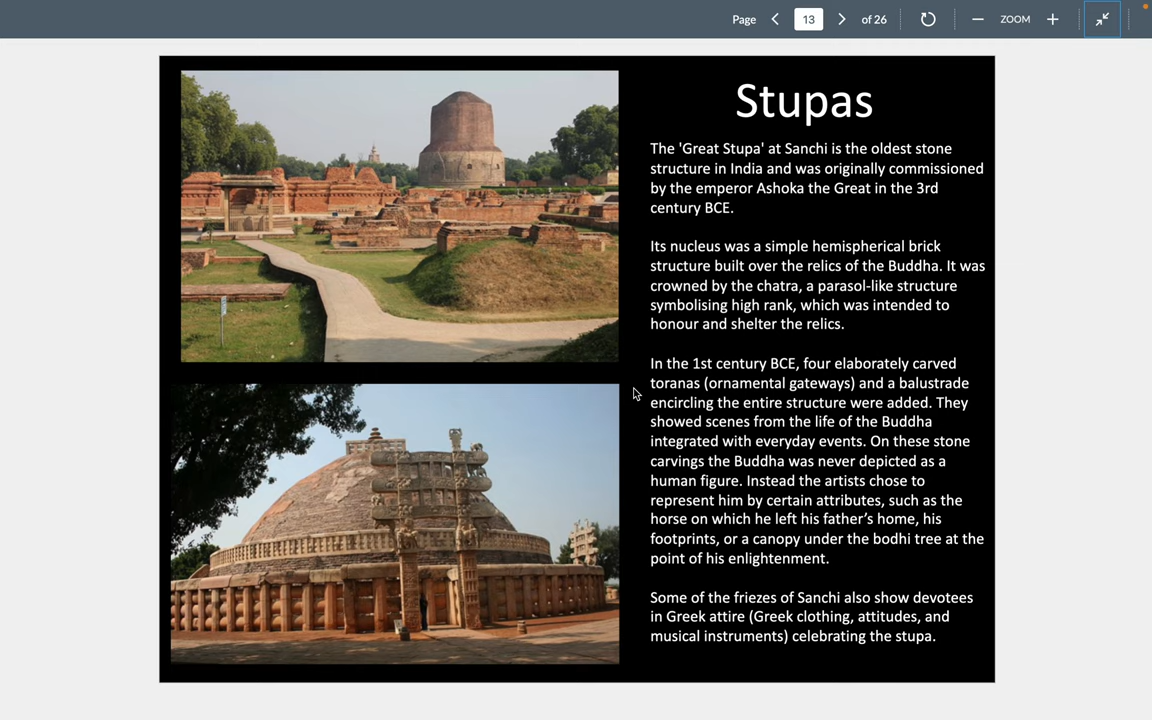 Page 13 of 26 ZOOM
Stupas
The 'Great Stupa' at Sanchi is the oldest stone
structure in India and was originally commissioned
by the emperor Ashoka the Great in the 3rd
century BCE.
Its nucleus was a simple hemispherical brick
structure built over the relics of the Buddha. It was
crowned by the chatra, a parasol-like structure
symbolising high rank, which was intended to
honour and shelter the relics.
In the 1st century BCE, four elaborately carved
toranas (ornamental gateways) and a balustrade
encircling the entire structure were added. They
showed scenes from the life of the Buddha
integrated with everyday events. On these stone
carvings the Buddha was never depicted as a
human figure. Instead the artists chose to
represent him by certain attributes, such as the
horse on which he left his father’s home, his
footprints, or a canopy under the bodhi tree at the
point of his enlightenment.
Some of the friezes of Sanchi also show devotees
in Greek attire (Greek clothing, attitudes, and
musical instruments) celebrating the stupa.